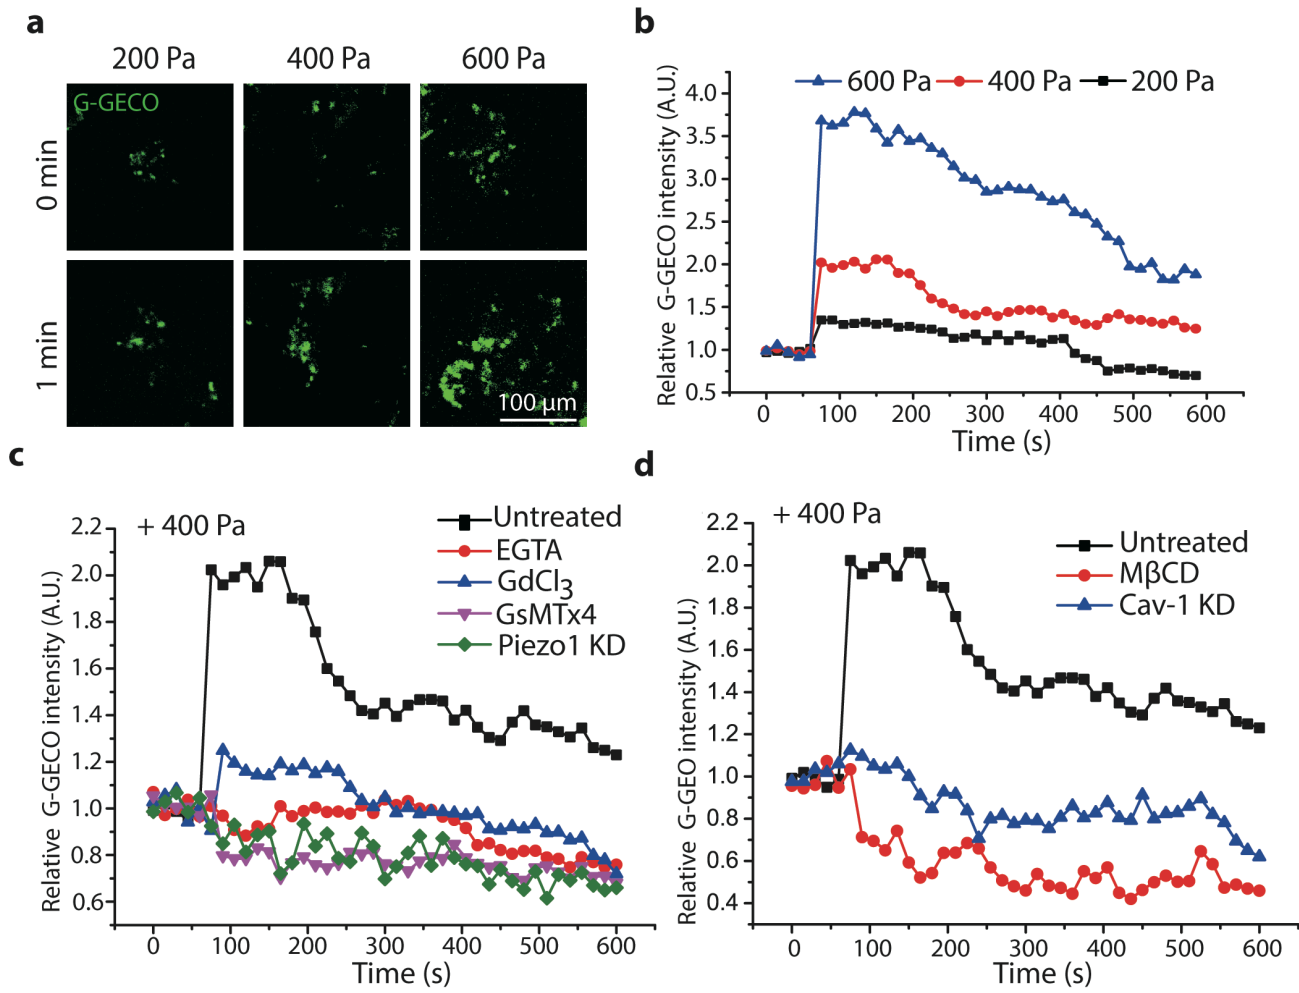 a
200 Pa 400 Pa 600 Pa
G-GECO
0 min
1 min
100 µm
b
600 Pa 400 Pa 200 Pa
Relative G-GECO intensity (A.U.)
4.0
3.5
3.0
2.5
2.0
1.5
1.0
0.5
0 100 200 300 400 500 600
Time (s)
c
+ 400 Pa
Untreated
EGTA
GdCl3
GsMTx4
Piezo1 KD
Relative G-GECO intensity (A.U.)
2.2
2.0
1.8
1.6
1.4
1.2
1.0
0.8
0.6
0 100 200 300 400 500 600
Time (s)
d
+ 400 Pa
Untreated
MβCD
Cav-1 KD
Relative G-GEO intensity (A.U.)
2.2
2.0
1.8
1.6
1.4
1.2
1.0
0.8
0.6
0.4
0 100 200 300 400 500 600
Time (s)